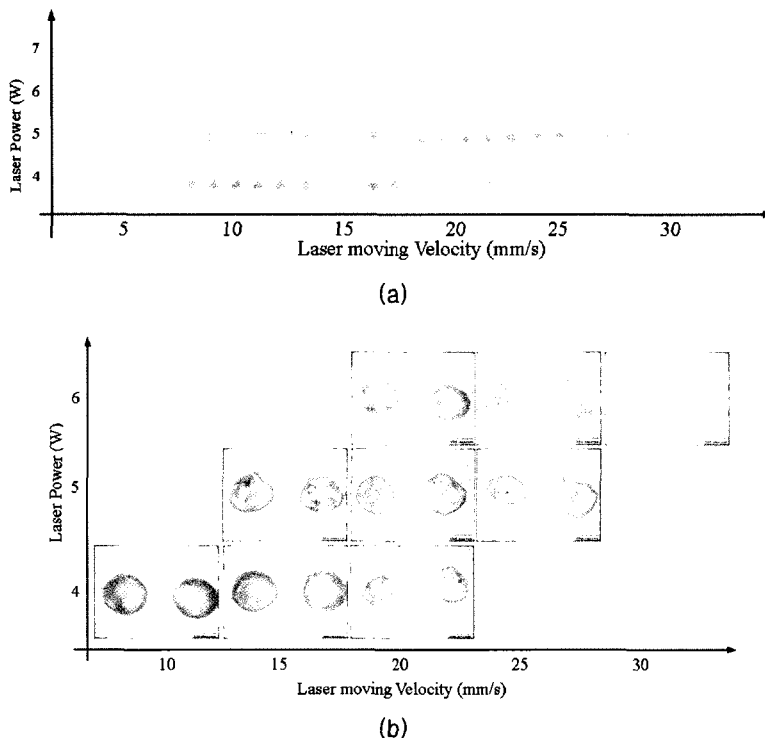 Laser Power (W)
7
6
5
4
5 10 15 20 25 30
Laser moving Velocity (mm/s)
(a)
Laser Power (W)
6
5
4
10 15 20 25 30
Laser moving Velocity (mm/s)
(b)